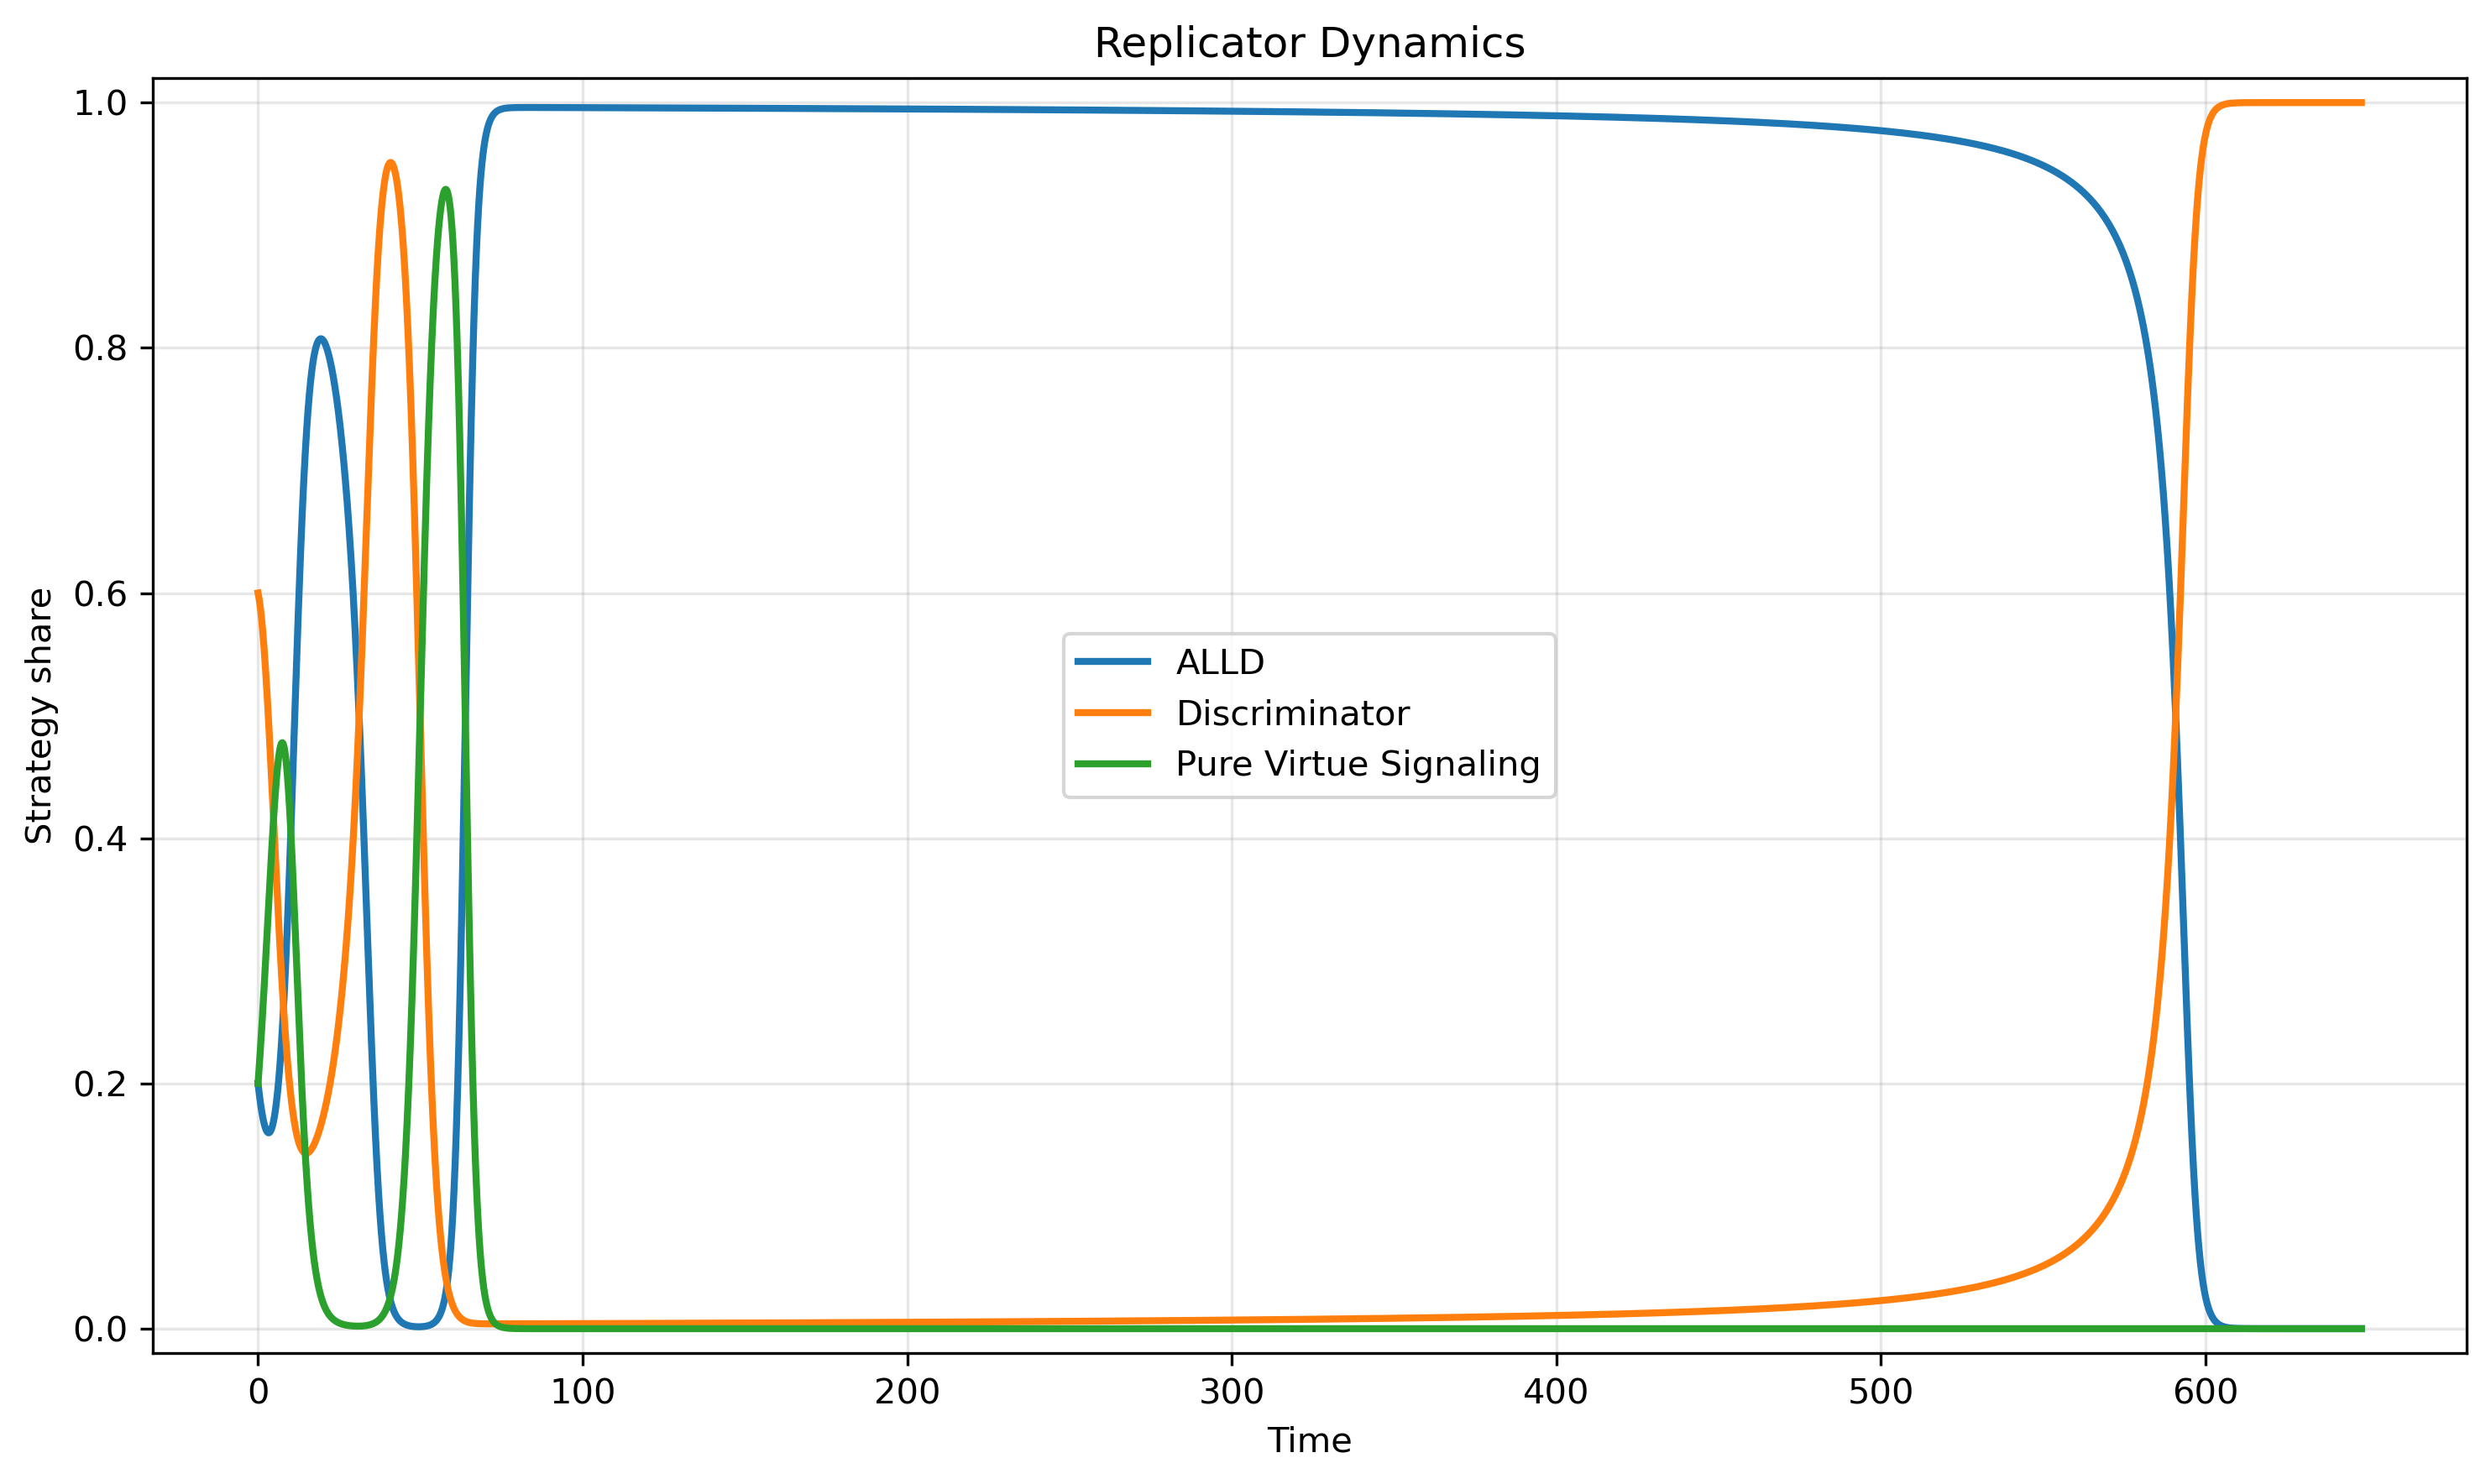 Replicator Dynamics
1.0
0.8
0.6
0.4
0.2
0.0
Strategy share
ALLD
Discriminator
Pure Virtue Signaling
0 100 200 300 400 500 600
Time